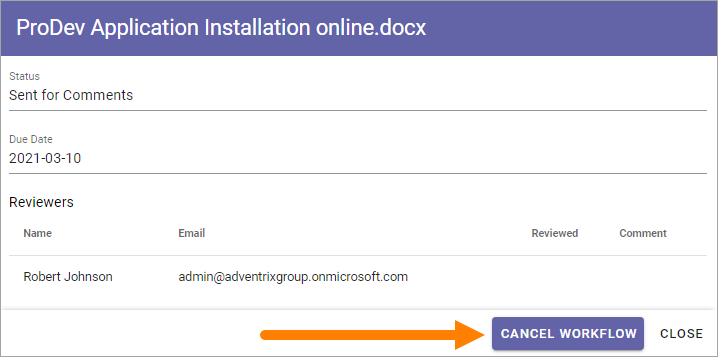 ProDev Application Installation online.docx
Status
Sent for Comments
Due Date
2021-03-10
Reviewers
Name Email Reviewed Comment
Robert Johnson admin@adventrixgroup.onmicrosoft.com
CANCEL WORKFLOW CLOSE